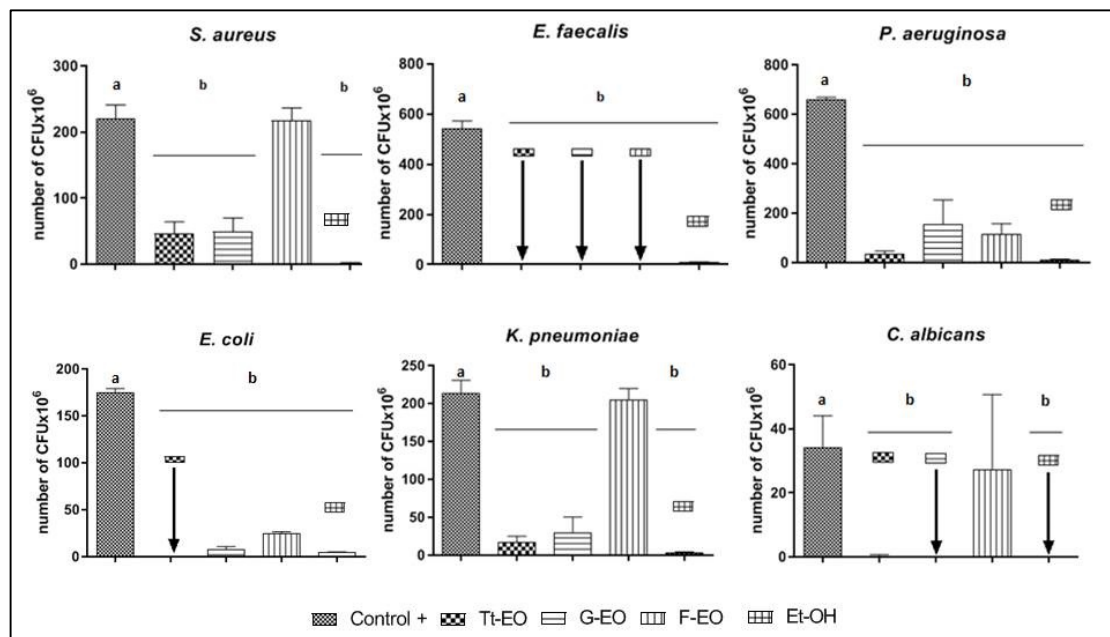 S. aureus
number of CFUx10⁶
300
200
100
0
a
b
b
E. faecalis
number of CFUx10⁶
800
600
400
200
0
a
b
P. aeruginosa
number of CFUx10⁶
800
600
400
200
0
a
b
E. coli
number of CFUx10⁶
200
150
100
50
0
a
b
K. pneumoniae
number of CFUx10⁶
250
200
150
100
50
0
a
b
b
C. albicans
number of CFUx10⁶
60
40
20
0
a
b
b
Control + Tt-EO G-EO F-EO Et-OH